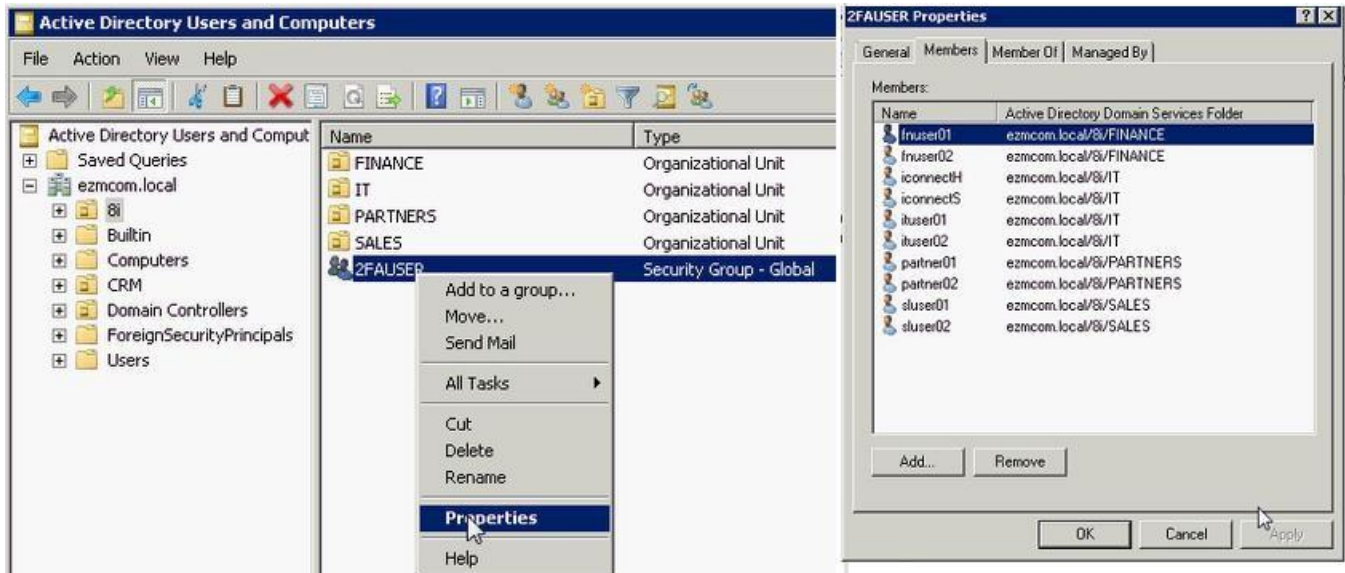 Active Directory Users and Computers
File Action View Help
Active Directory Users and Comput
Saved Queries
ezmcom.local
8i
Builtin
Computers
CRM
Domain Controllers
ForeignSecurityPrincipals
Users
Name Type
FINANCE Organizational Unit
IT Organizational Unit
PARTNERS Organizational Unit
SALES Organizational Unit
2FAUSER Security Group - Global
Add to a group...
Move...
Send Mail
All Tasks
Cut
Delete
Rename
Properties
Help
2FAUSER Properties
General Members Member Of Managed By
Members:
Name Active Directory Domain Services Folder
fnuser01 ezmcom.local/8i/FINANCE
fnuser02 ezmcom.local/8i/FINANCE
iconnectH ezmcom.local/8i/IT
iconnectS ezmcom.local/8i/IT
ituser01 ezmcom.local/8i/IT
ituser02 ezmcom.local/8i/IT
partner01 ezmcom.local/8i/PARTNERS
partner02 ezmcom.local/8i/PARTNERS
sluser01 ezmcom.local/8i/SALES
sluser02 ezmcom.local/8i/SALES
Add... Remove
OK Cancel Apply